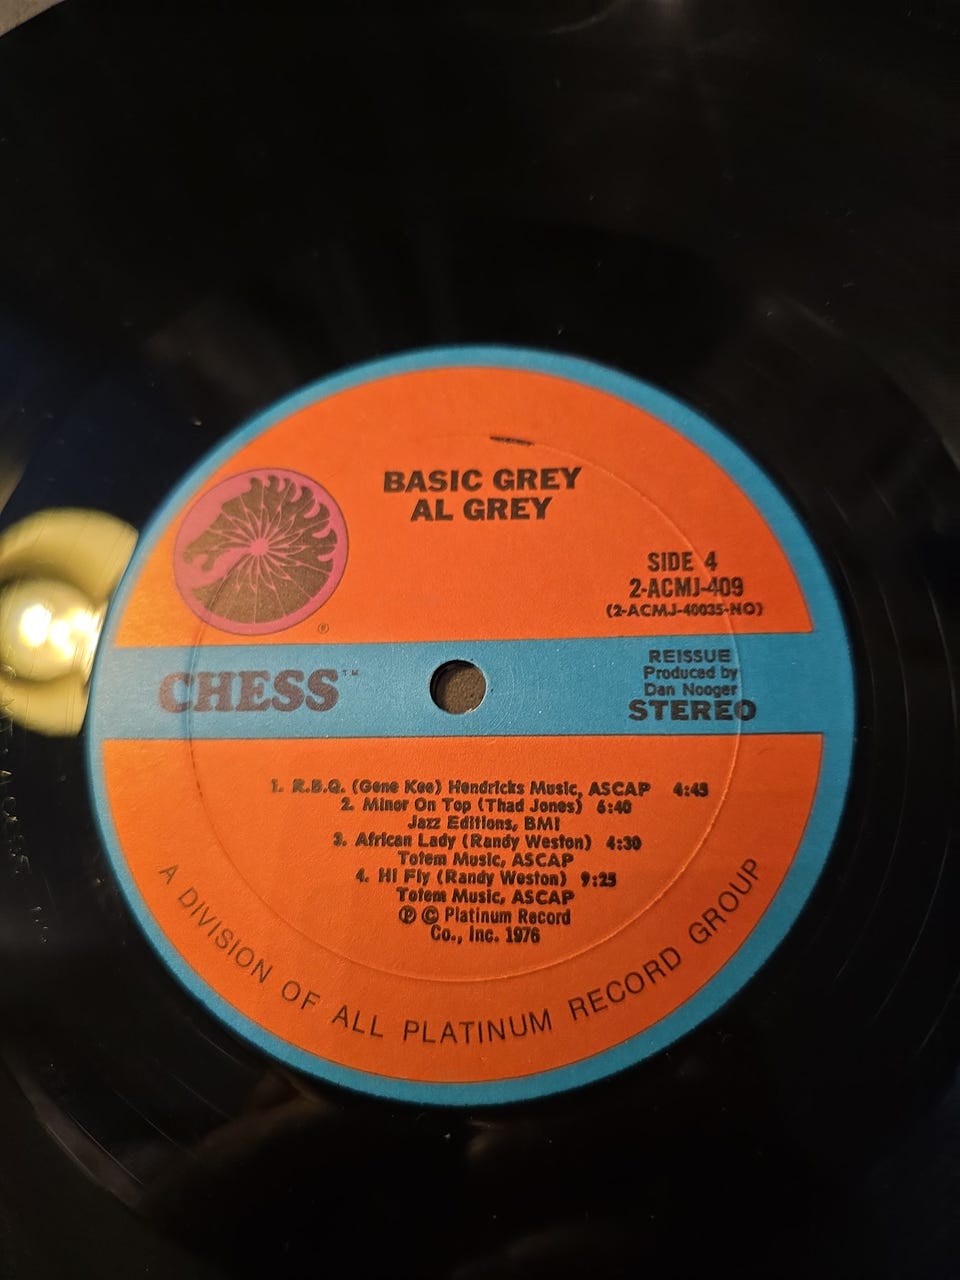 BASIC GREY
AL GREY
SIDE 4
2-ACMJ-409
(2-ACMJ-40035-NO)
®
CHESS™
REISSUE
Produced by
Dan Nooger
STEREO
1. R.B.Q. (Gene Kee) Hendricks Music, ASCAP 4:45
2. Minor On Top (Thad Jones) 6:40
Jazz Editions, BMI
3. African Lady (Randy Weston) 4:30
Totem Music, ASCAP
4. Hi Fly (Randy Weston) 9:25
Totem Music, ASCAP
℗ © Platinum Record
Co., Inc. 1976
A DIVISION OF ALL PLATINUM RECORD GROUP